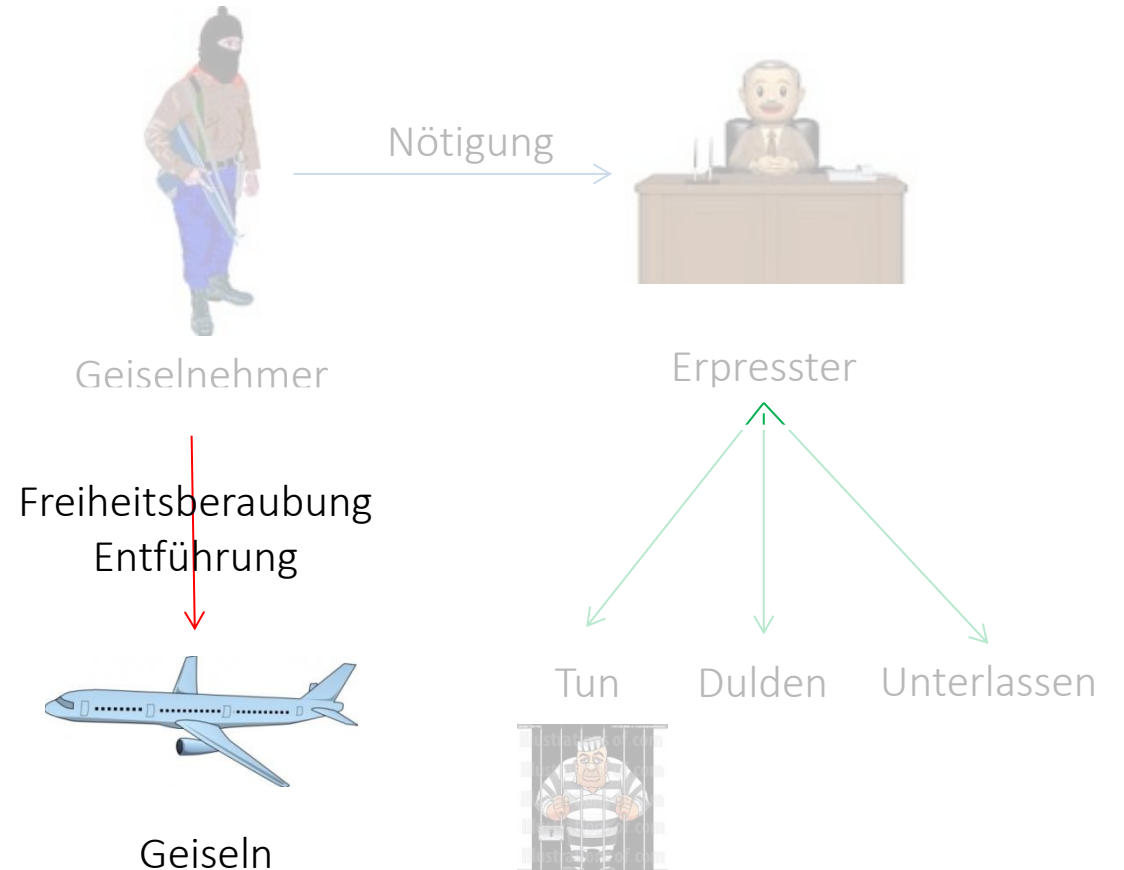 Nötigung
Geiselnehmer
Erpresster
Freiheitsberaubung
Entführung
Tun
Dulden
Unterlassen
Geiseln